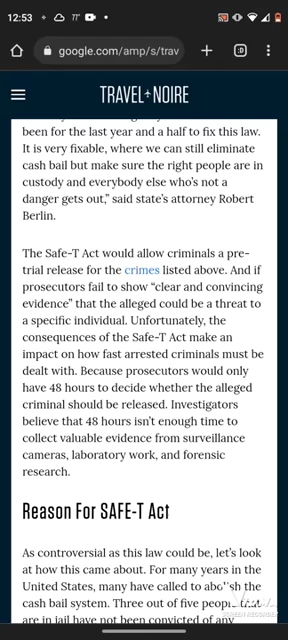 12:53
google.com/amp/s/trav
TRAVEL NOIRE
been for the last year and a half to fix this law.
It is very fixable, where we can still eliminate
cash bail but make sure the right people are in
custody and everybody else who's not a
danger gets out,” said state's attorney Robert
Berlin.
The Safe-T Act would allow criminals a pre-
trial release for the crimes listed above. And if
prosecutors fail to show “clear and convincing
evidence” that the alleged could be a threat to
a specific individual. Unfortunately, the
consequences of the Safe-T Act make an
impact on how fast arrested criminals must be
dealt with. Because prosecutors would only
have 48 hours to decide whether the alleged
criminal should be released. Investigators
believe that 48 hours isn't enough time to
collect valuable evidence from surveillance
cameras, laboratory work, and forensic
research.
Reason For SAFE-T Act
As controversial as this law could be, let's look
at how this came about. For many years in the
United States, many have called to abolish the
cash bail system. Three out of five people that
are in jail have not been convicted of any
SCREEN RECORDER